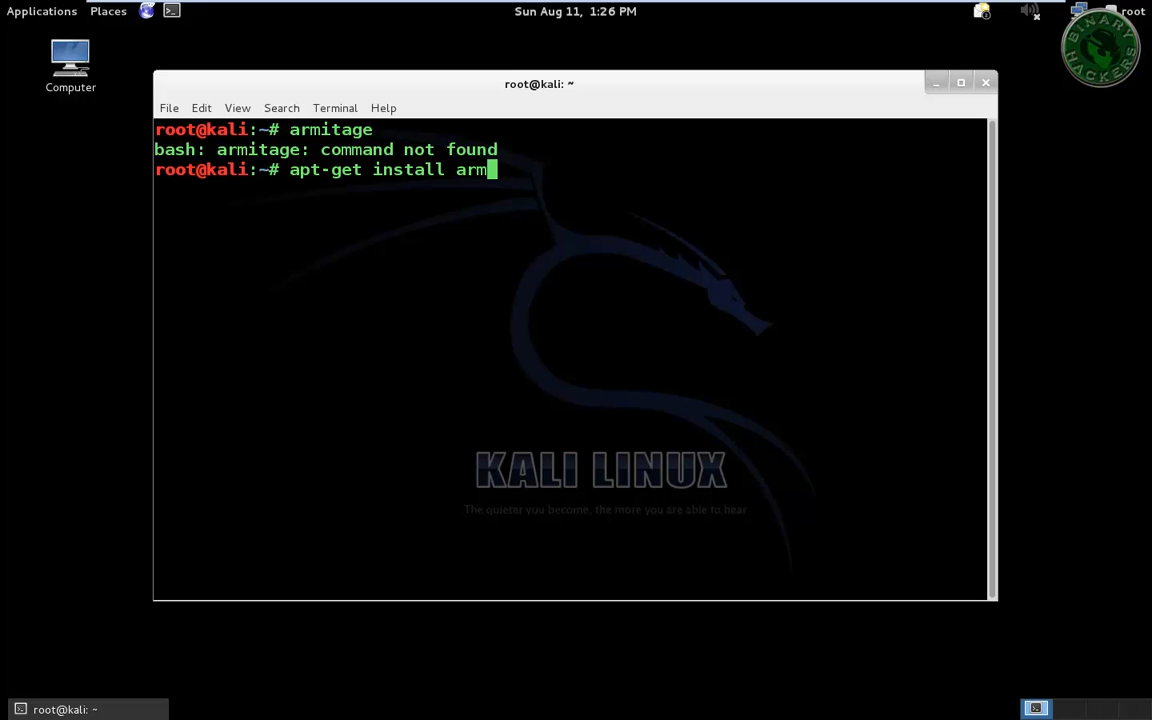 Applications Places Sun Aug 11, 1:26 PM root
BINARY HACKERS
Computer
root@kali: ~
File Edit View Search Terminal Help
root@kali:~# armitage
bash: armitage: command not found
root@kali:~# apt-get install arm
KALI LINUX
The quieter you become, the more you are able to hear
root@kali: ~